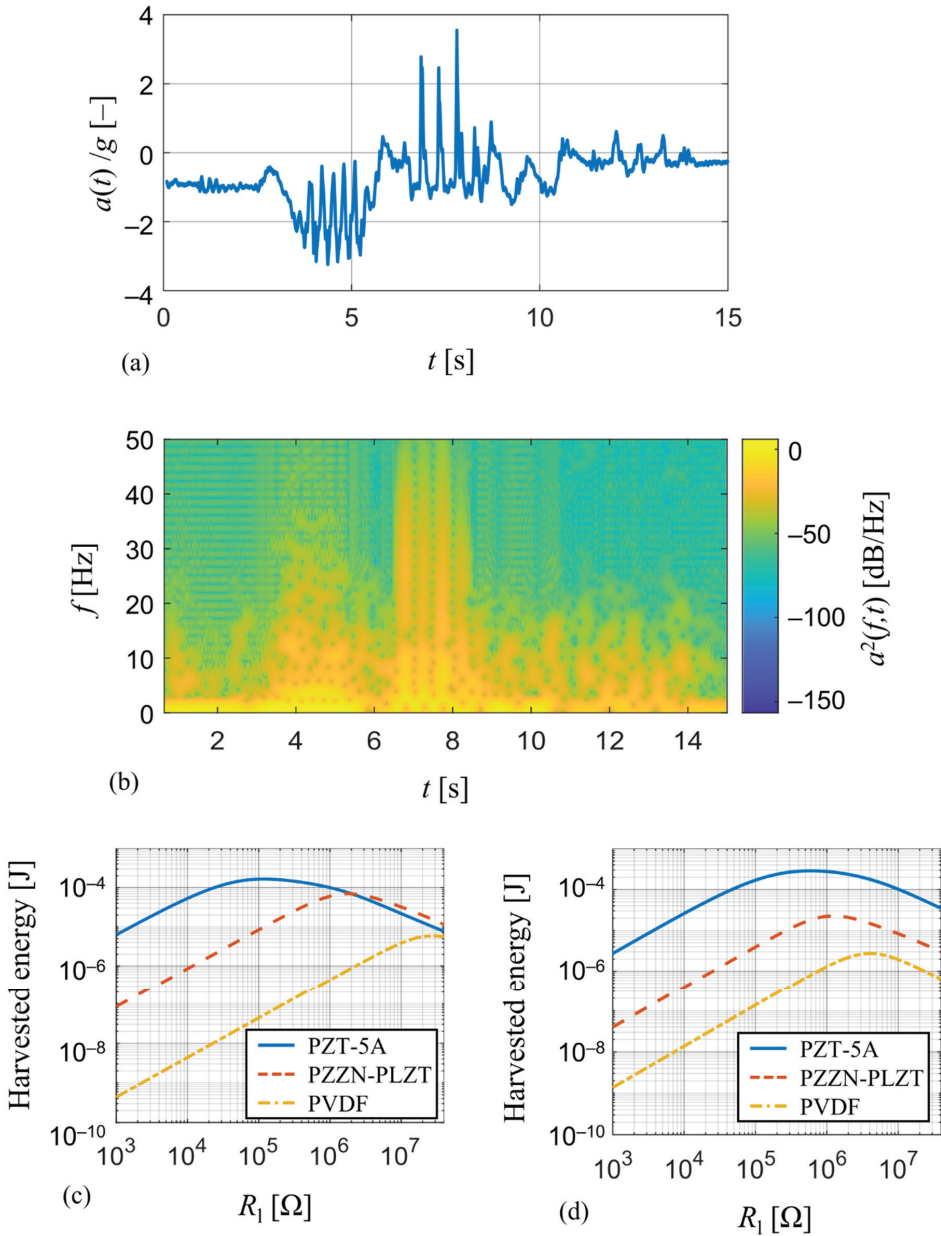 4
2
0
–2
–4
a(t) /g [–]
0
5
10
15
(a)
t [s]
50
40
30
20
10
0
f [Hz]
2
4
6
8
10
12
14
0
–50
–100
–150
a²(f,t) [dB/Hz]
(b)
t [s]
Harvested energy [J]
10⁻⁴
10⁻⁶
10⁻⁸
10⁻¹⁰
PZT-5A
PZZN-PLZT
PVDF
10³
10⁴
10⁵
10⁶
10⁷
(c)
Rₗ [Ω]
Harvested energy [J]
10⁻⁴
10⁻⁶
10⁻⁸
10⁻¹⁰
PZT-5A
PZZN-PLZT
PVDF
10³
10⁴
10⁵
10⁶
10⁷
(d)
Rₗ [Ω]